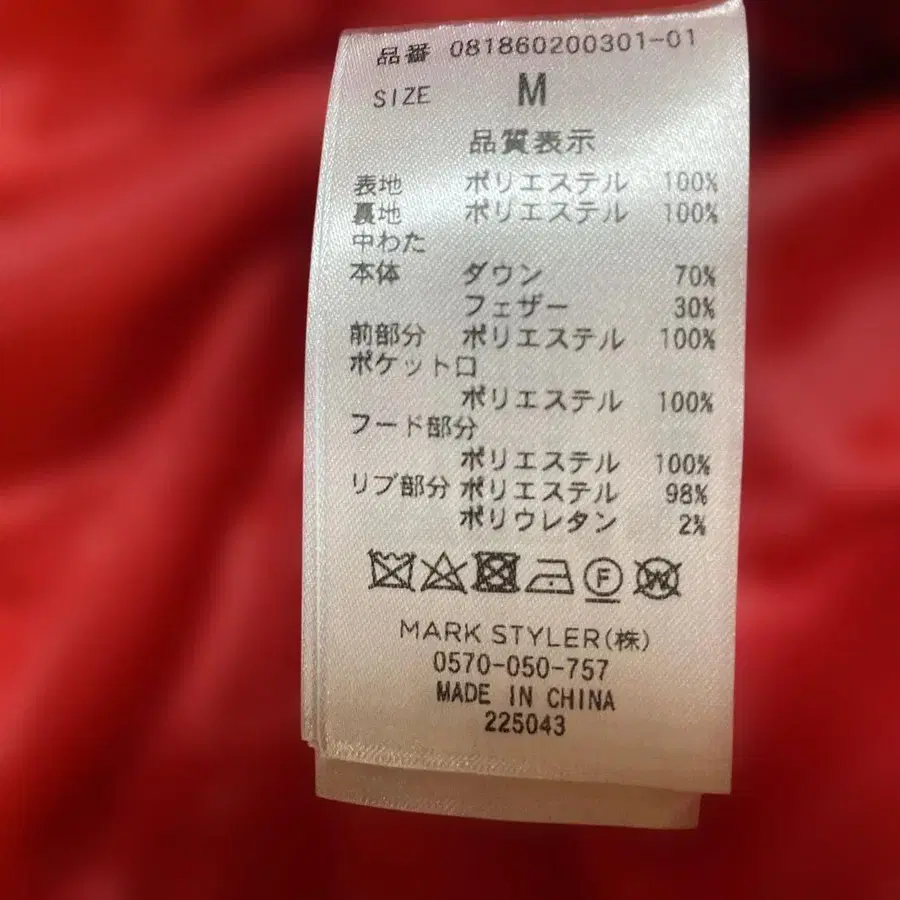 品番 081860200301-01
SIZE M
品質表示
表地 ポリエステル 100%
裏地 ポリエステル 100%
中わた
本体 ダウン 70%
フェザー 30%
前部分 ポリエステル 100%
ポケット口
ポリエステル 100%
フード部分
ポリエステル 100%
リブ部分 ポリエステル 98%
ポリウレタン 2%
F W
MARK STYLER(株)
0570-050-757
MADE IN CHINA
225043